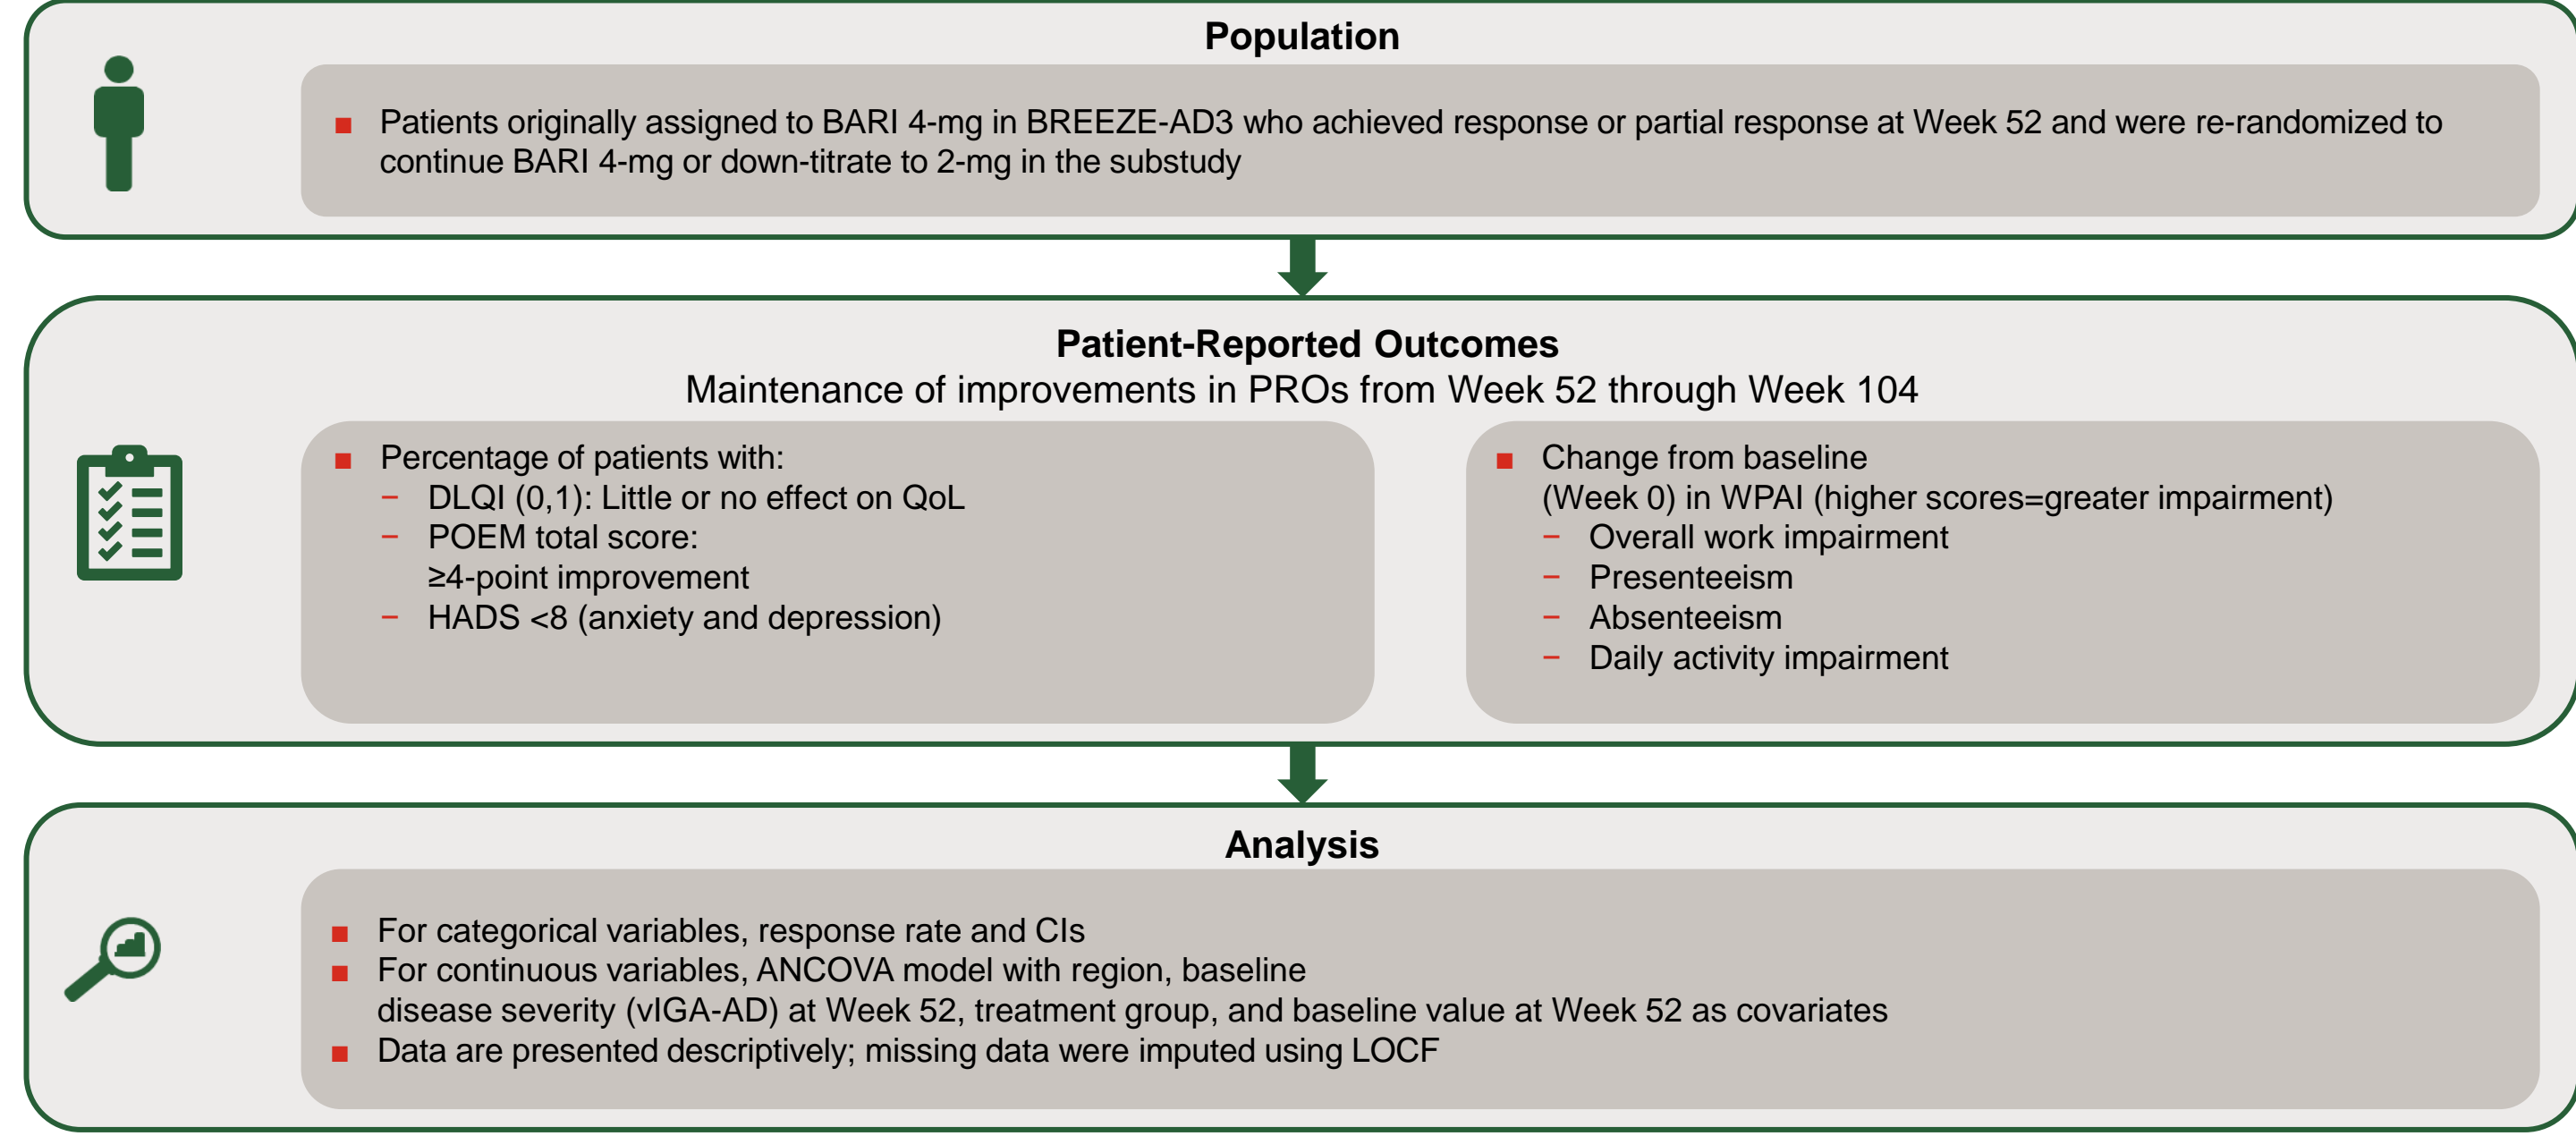 Population
■ Patients originally assigned to BARI 4-mg in BREEZE-AD3 who achieved response or partial response at Week 52 and were re-randomized to
continue BARI 4-mg or down-titrate to 2-mg in the substudy
Patient-Reported Outcomes
Maintenance of improvements in PROs from Week 52 through Week 104
■ Percentage of patients with:
− DLQI (0,1): Little or no effect on QoL
− POEM total score:
≥4-point improvement
− HADS <8 (anxiety and depression)
■ Change from baseline
(Week 0) in WPAI (higher scores=greater impairment)
− Overall work impairment
− Presenteeism
− Absenteeism
− Daily activity impairment
Analysis
■ For categorical variables, response rate and CIs
■ For continuous variables, ANCOVA model with region, baseline
disease severity (vIGA-AD) at Week 52, treatment group, and baseline value at Week 52 as covariates
■ Data are presented descriptively; missing data were imputed using LOCF